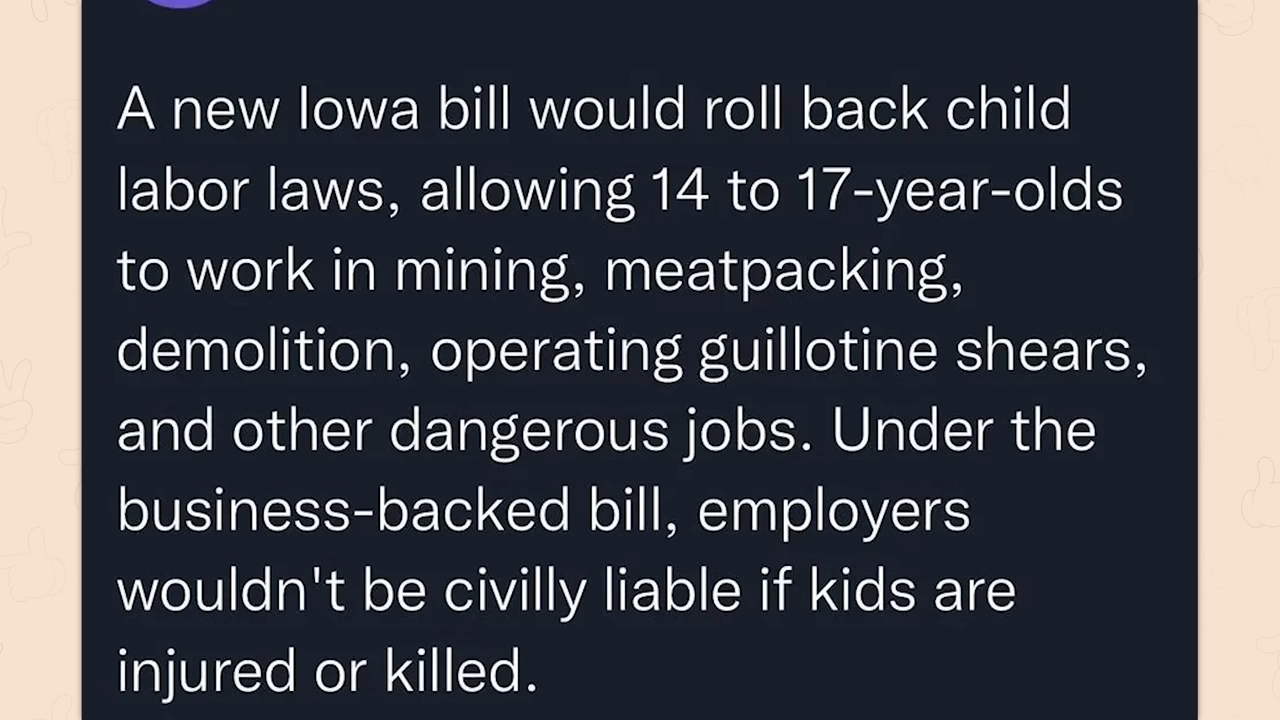 A new Iowa bill would roll back child
labor laws, allowing 14 to 17-year-olds
to work in mining, meatpacking,
demolition, operating guillotine shears,
and other dangerous jobs. Under the
business-backed bill, employers
wouldn't be civilly liable if kids are
injured or killed.